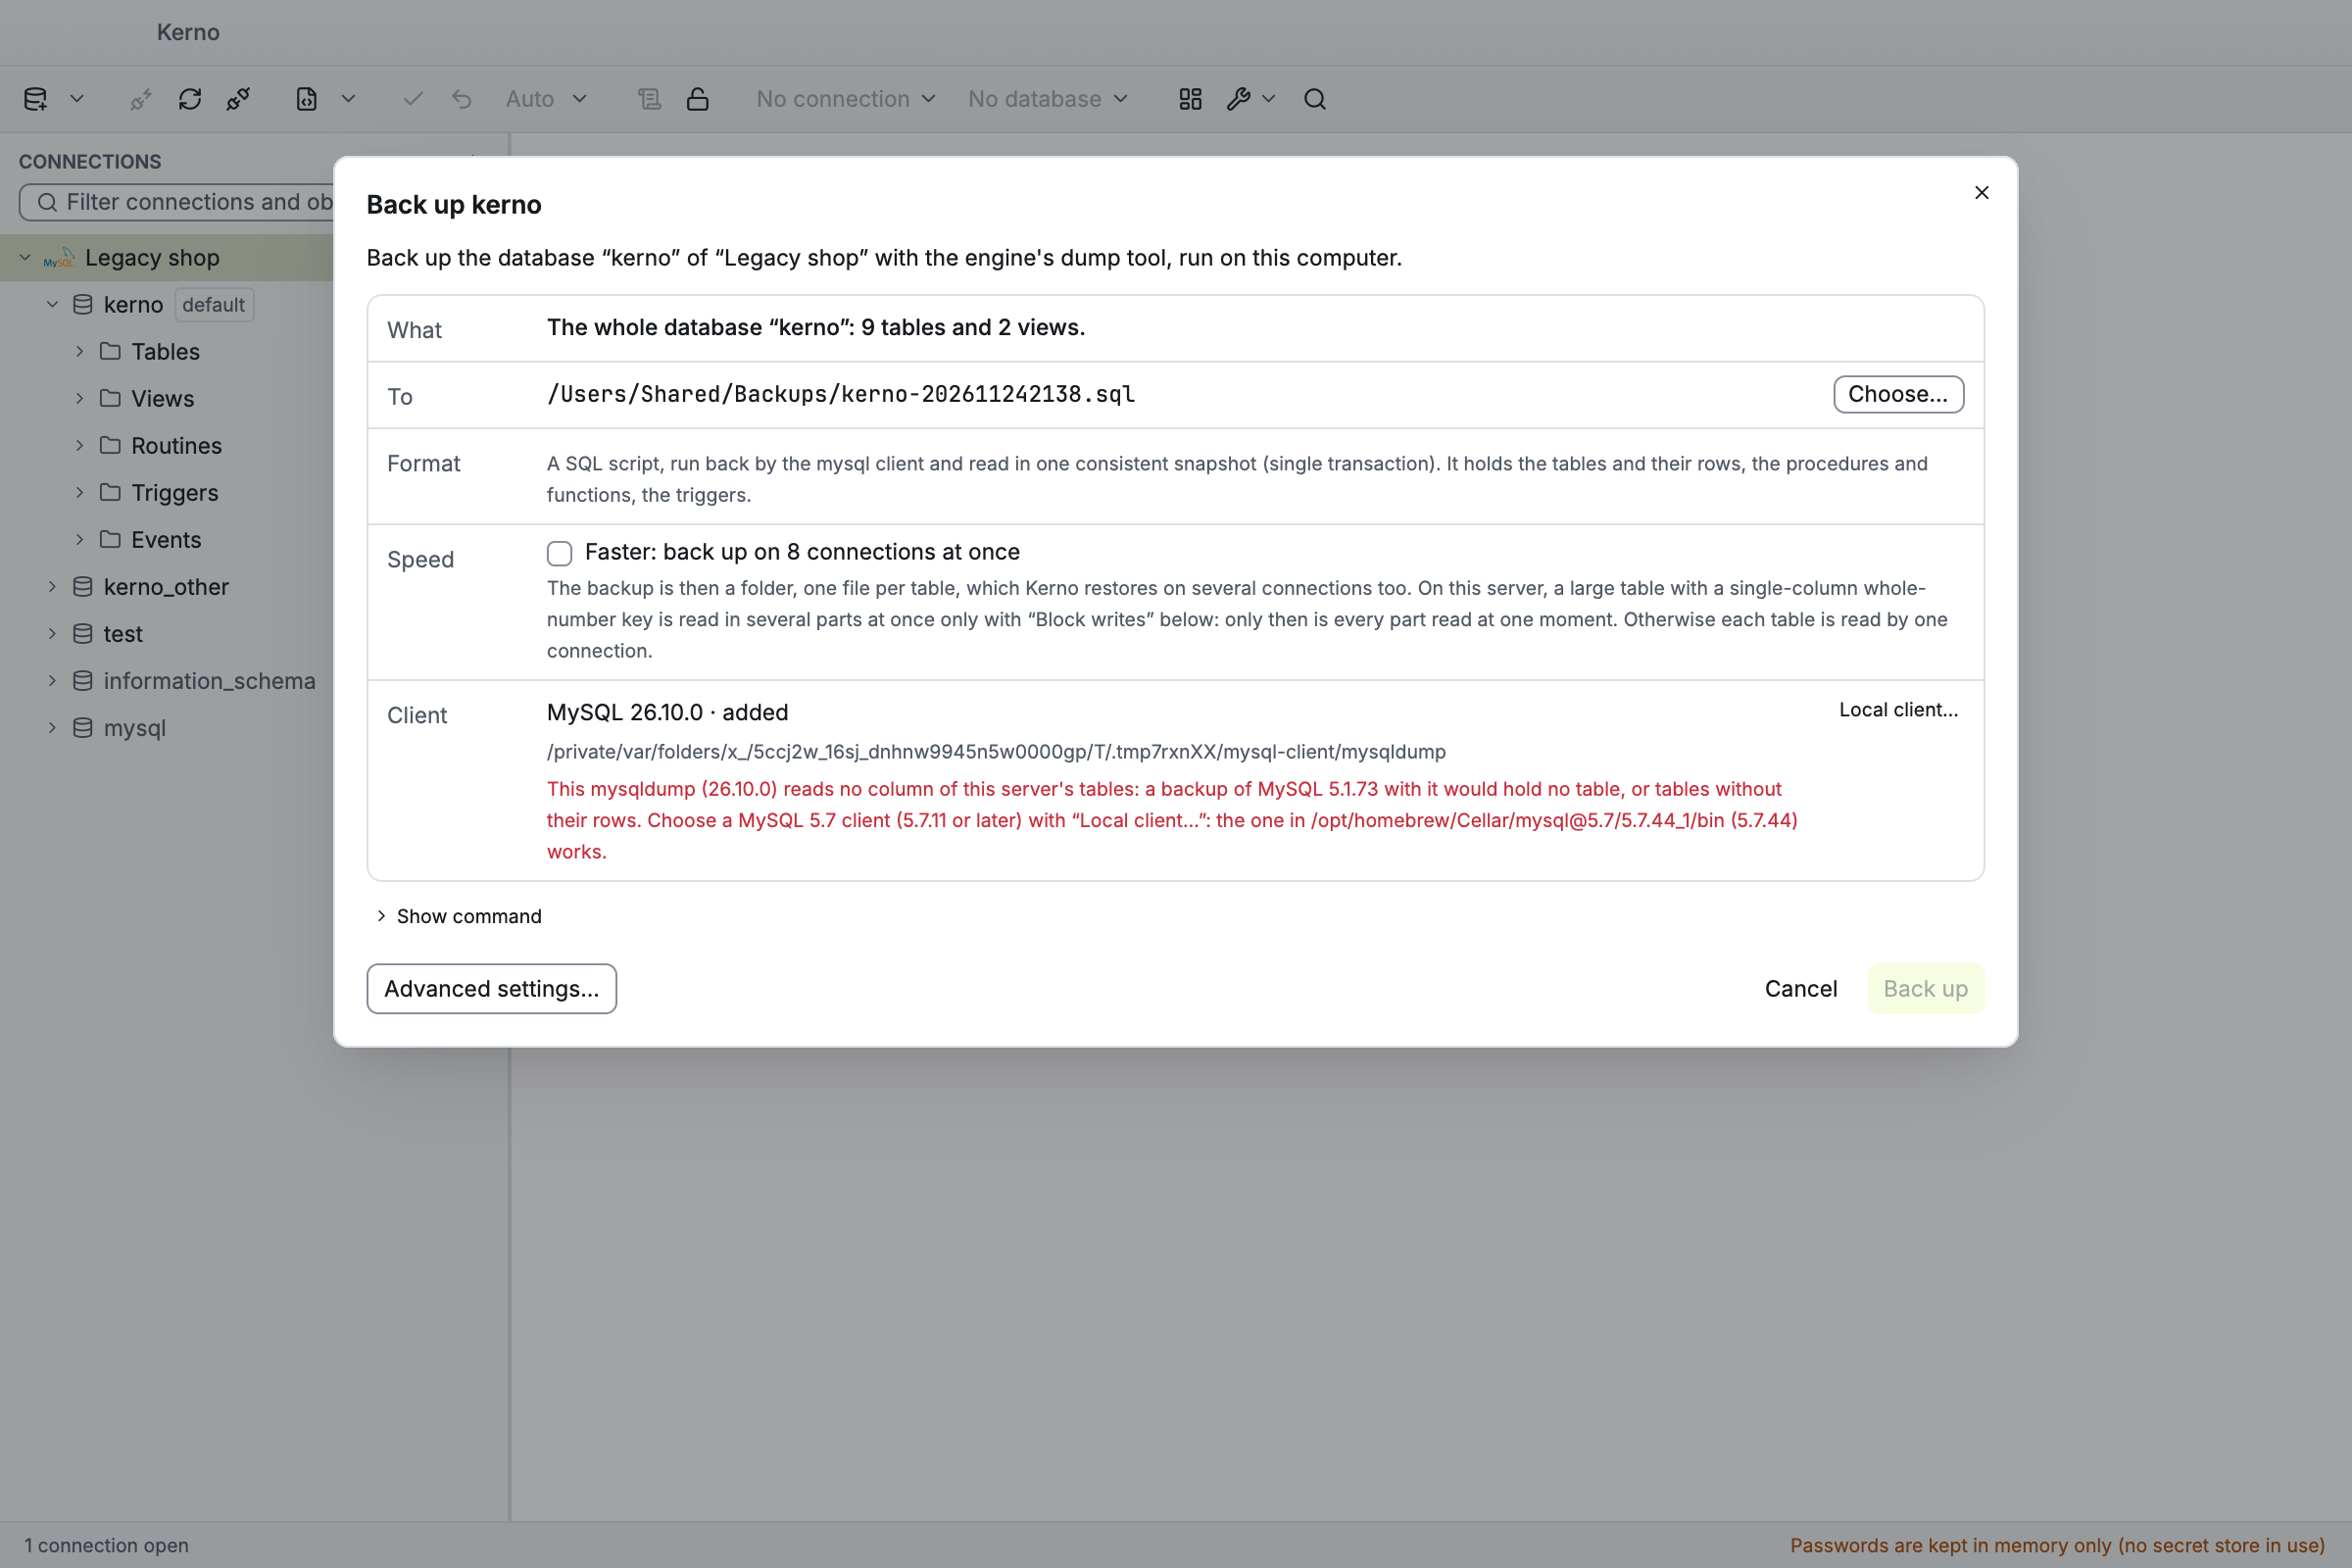 Kerno
Auto
No connection
No database
CONNECTIONS
Filter connections and ob
MySQL Legacy shop
kerno default
Tables
Views
Routines
Triggers
Events
kerno_other
test
information_schema
mysql
Back up kerno
Back up the database “kerno” of “Legacy shop” with the engine's dump tool, run on this computer.
What
The whole database “kerno”: 9 tables and 2 views.
To
/Users/Shared/Backups/kerno-202611242138.sql
Choose...
Format
A SQL script, run back by the mysql client and read in one consistent snapshot (single transaction). It holds the tables and their rows, the procedures and
functions, the triggers.
Speed
Faster: back up on 8 connections at once
The backup is then a folder, one file per table, which Kerno restores on several connections too. On this server, a large table with a single-column whole-
number key is read in several parts at once only with “Block writes” below: only then is every part read at one moment. Otherwise each table is read by one
connection.
Client
MySQL 26.10.0 · added
Local client...
/private/var/folders/x_/5ccj2w_16sj_dnhnw9945n5w0000gp/T/.tmp7rxnXX/mysql-client/mysqldump
This mysqldump (26.10.0) reads no column of this server's tables: a backup of MySQL 5.1.73 with it would hold no table, or tables without
their rows. Choose a MySQL 5.7 client (5.7.11 or later) with “Local client...”: the one in /opt/homebrew/Cellar/mysql@5.7/5.7.44_1/bin (5.7.44)
works.
Show command
Advanced settings...
Cancel
Back up
1 connection open
Passwords are kept in memory only (no secret store in use)